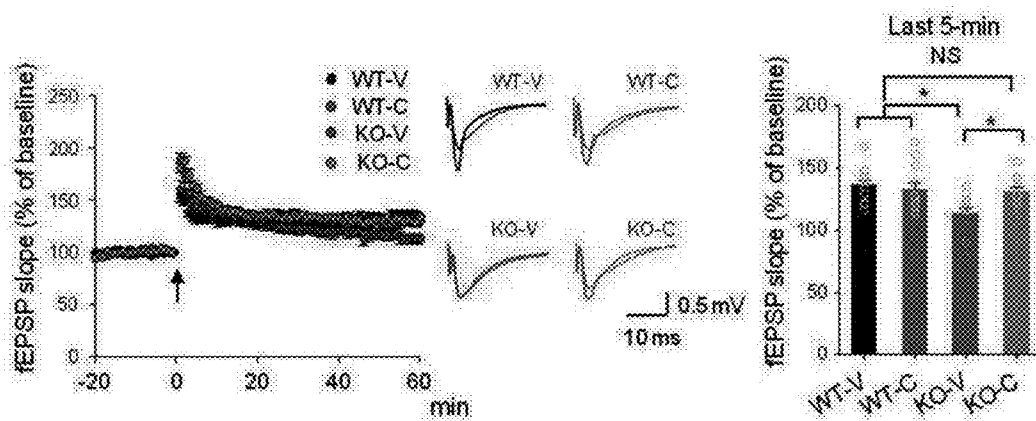 fEPSP slope (% of baseline)
250
200
150
100
50
0
-20
0
20
40
60
min
WT-V
WT-C
KO-V
KO-C
WT-V
WT-C
KO-V
KO-C
0.5 mV
10 ms
Last 5-min
NS
*
*
fEPSP slope (% of baseline)
200
150
100
50
0
WT-V
WT-C
KO-V
KO-C